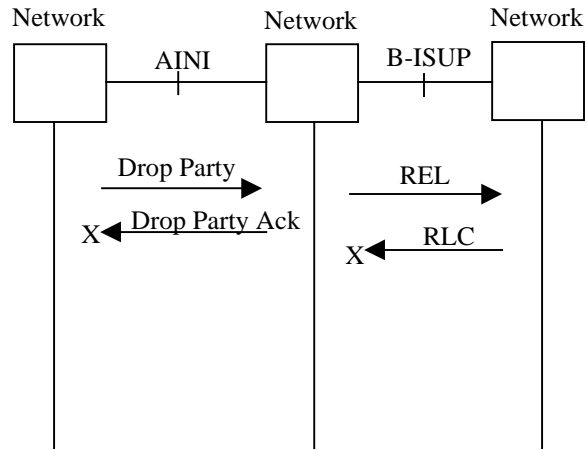 Network
Network
Network
AINI
B-ISUP
Drop Party
REL
X Drop Party Ack
X RLC